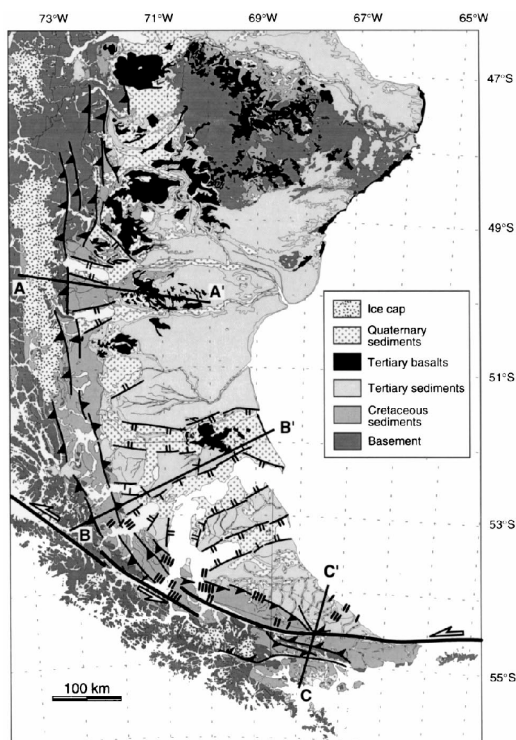 73°W 71°W 69°W 67°W 65°W
47°S
49°S
A A'
Ice cap
Quaternary
sediments
Tertiary basalts
Tertiary sediments
Cretaceous
sediments
Basement
51°S
B'
B
53°S
C'
100 km
C
55°S